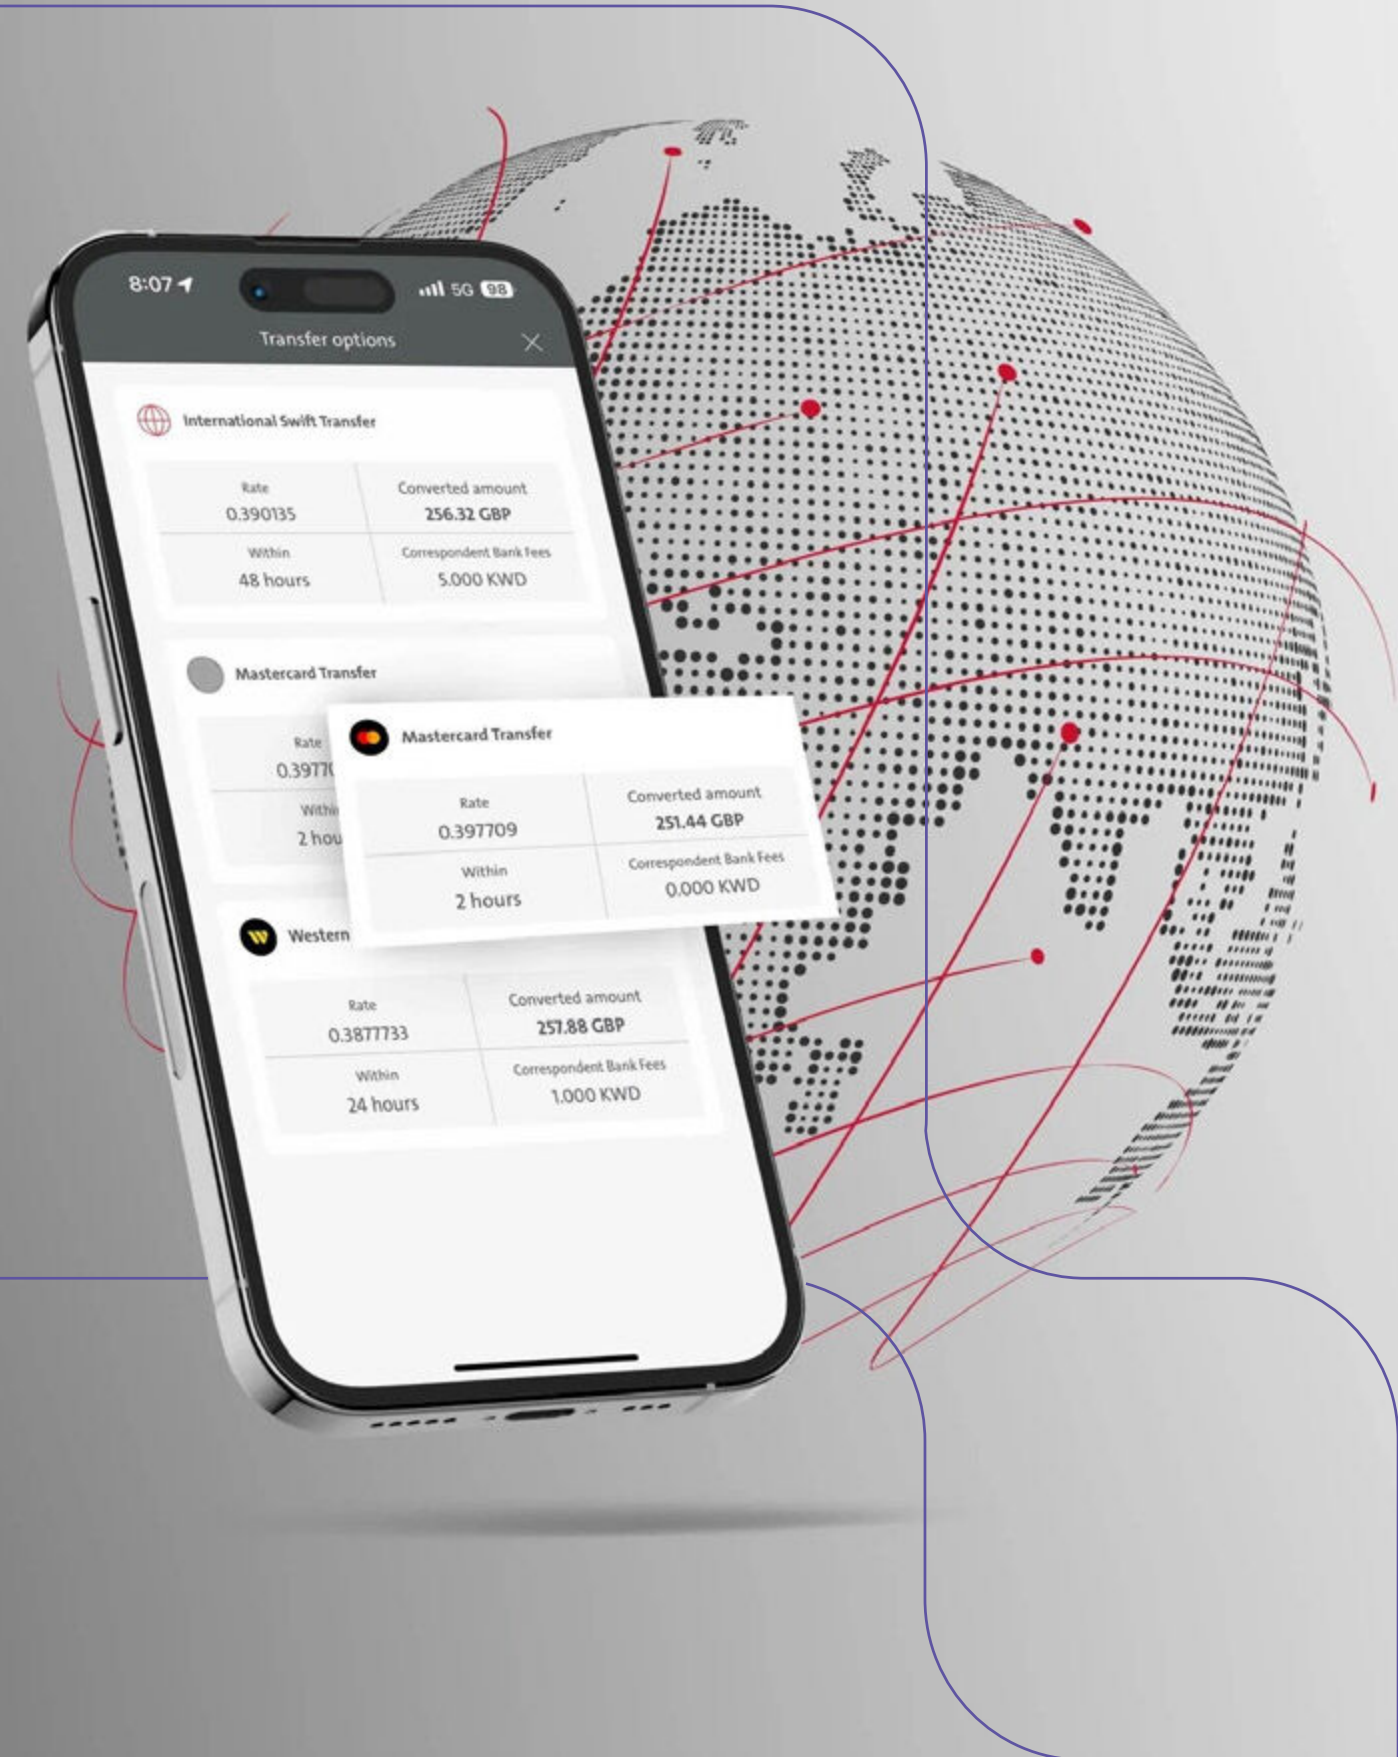 8:07
5G 98
Transfer options
International Swift Transfer
Rate
0.390135
Converted amount
256.32 GBP
Within
48 hours
Correspondent Bank Fees
5.000 KWD
Mastercard Transfer
Rate
0.3977
Within
2 hou
Mastercard Transfer
Rate
0.397709
Converted amount
251.44 GBP
Within
2 hours
Correspondent Bank Fees
0.000 KWD
Western
Rate
0.3877733
Converted amount
257.88 GBP
Within
24 hours
Correspondent Bank Fees
1.000 KWD